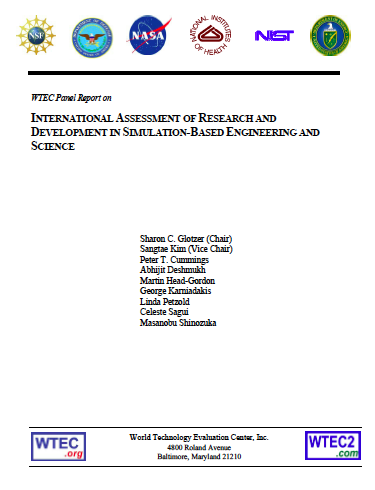 NSF
NASA
NATIONAL INSTITUTES
OF HEALTH
NIST
WTEC Panel Report on
INTERNATIONAL ASSESSMENT OF RESEARCH AND
DEVELOPMENT IN SIMULATION-BASED ENGINEERING AND
SCIENCE
Sharon C. Glotzer (Chair)
Sangtae Kim (Vice Chair)
Peter T. Cummings
Abhijit Deshmukh
Martin Head-Gordon
George Karniadakis
Linda Petzold
Celeste Sagui
Masanobu Shinozuka
WTEC
.org
World Technology Evaluation Center, Inc.
4800 Roland Avenue
Baltimore, Maryland 21210
WTEC2
.com